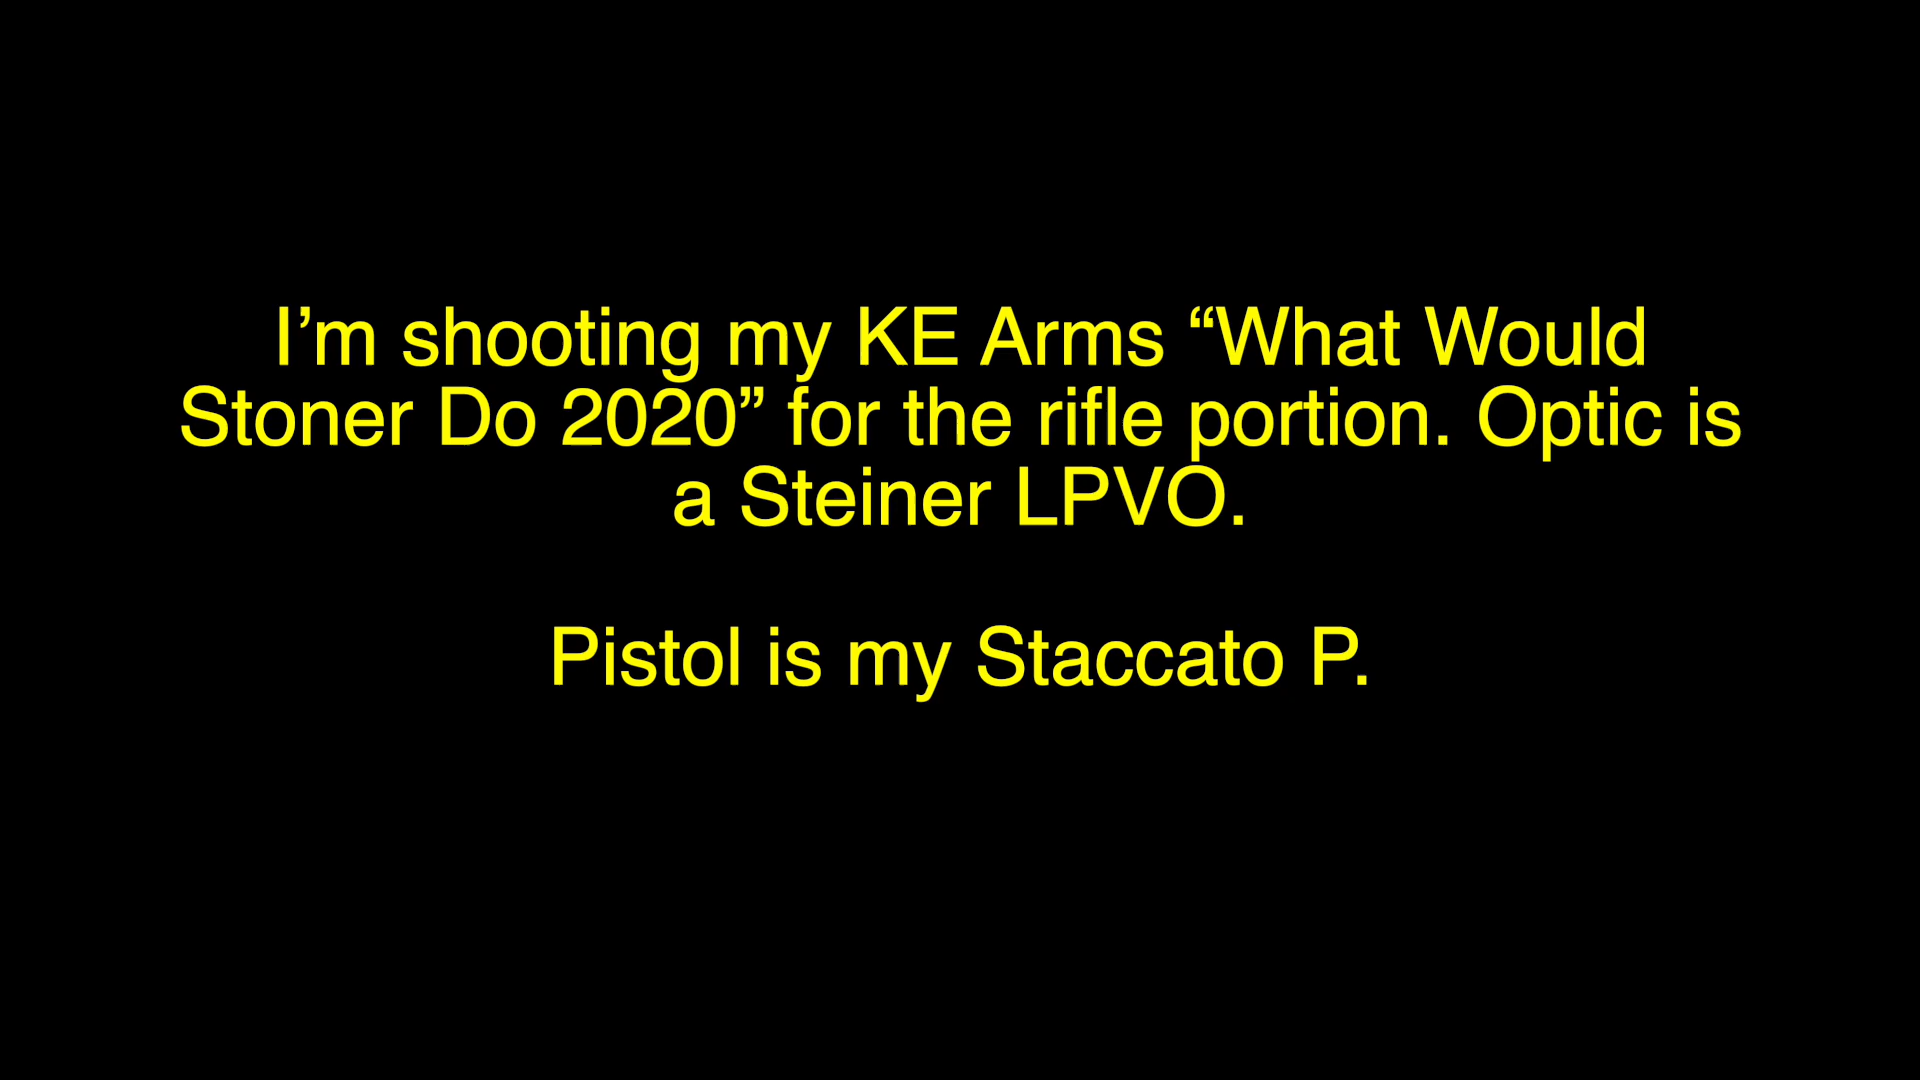 I’m shooting my KE Arms “What Would
Stoner Do 2020” for the rifle portion. Optic is
a Steiner LPVO.
Pistol is my Staccato P.